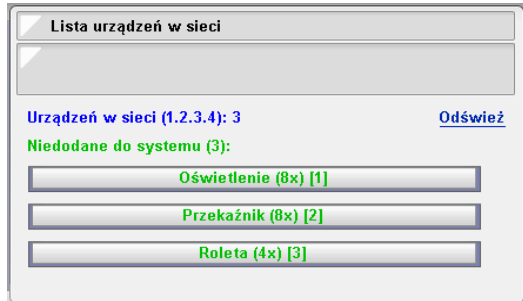 Lista urządzeń w sieci
Urządzeń w sieci (1.2.3.4): 3 Odśwież
Niedodane do systemu (3):
Oświetlenie (8x) [1]
Przekaźnik (8x) [2]
Roleta (4x) [3]